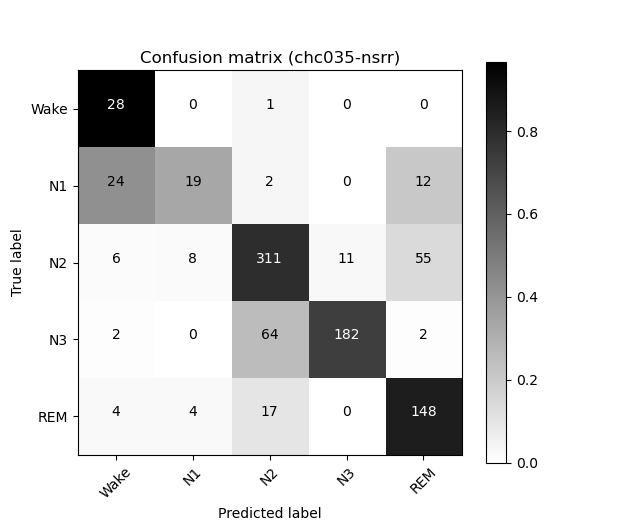 Confusion matrix (chc035-nsrr)
Wake 28 0 1 0 0
N1 24 19 2 0 12
N2 6 8 311 11 55
N3 2 0 64 182 2
REM 4 4 17 0 148
Wake N1 N2 N3 REM
Predicted label
True label
0.8
0.6
0.4
0.2
0.0